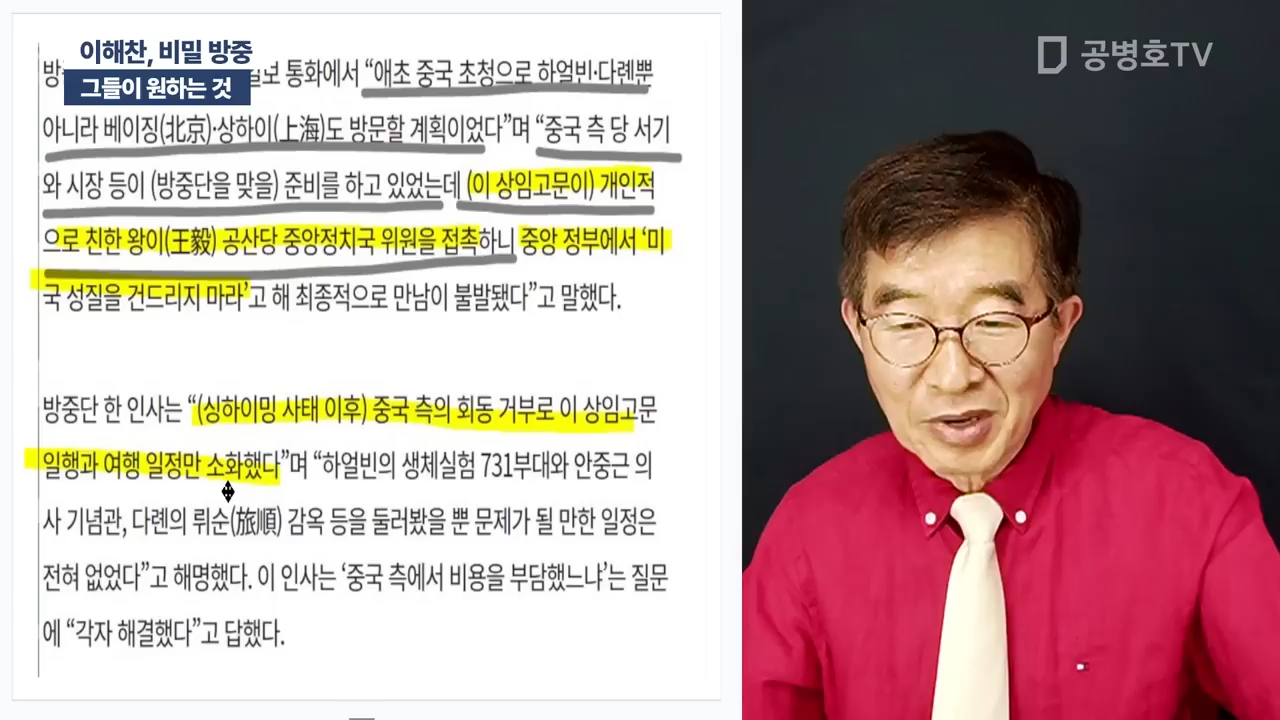 이해찬, 비밀 방중
그들이 원하는 것
공병호TV
통화에서 “애초 중국 초청으로 하얼빈·다롄뿐
아니라 베이징(北京)·상하이(上海)도 방문할 계획이었다”며 “중국 측 당 서기
와 시장 등이 (방중단을 맞을) 준비를 하고 있었는데 (이 상임고문이) 개인적
으로 친한 왕이(王毅) 공산당 중앙정치국 위원을 접촉하니 중앙 정부에서 ‘미
국 성질을 건드리지 마라’고 해 최종적으로 만남이 불발됐다”고 말했다.
방중단 한 인사는 “(싱하이밍 사태 이후) 중국 측의 회동 거부로 이 상임고문
일행과 여행 일정만 소화했다”며 “하얼빈의 생체실험 731부대와 안중근 의
사 기념관, 다롄의 뤼순(旅順) 감옥 등을 둘러봤을 뿐 문제가 될 만한 일정은
전혀 없었다”고 해명했다. 이 인사는 ‘중국 측에서 비용을 부담했느냐’는 질문
에 “각자 해결했다”고 답했다.